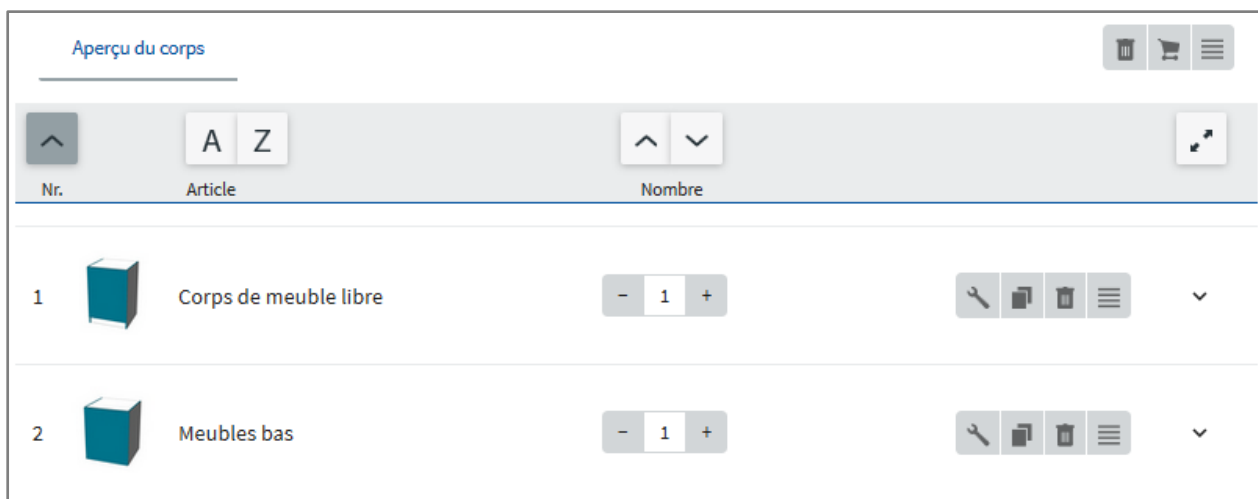 Aperçu du corps
A Z
Nr. Article Nombre
1 Corps de meuble libre - 1 +
2 Meubles bas - 1 +